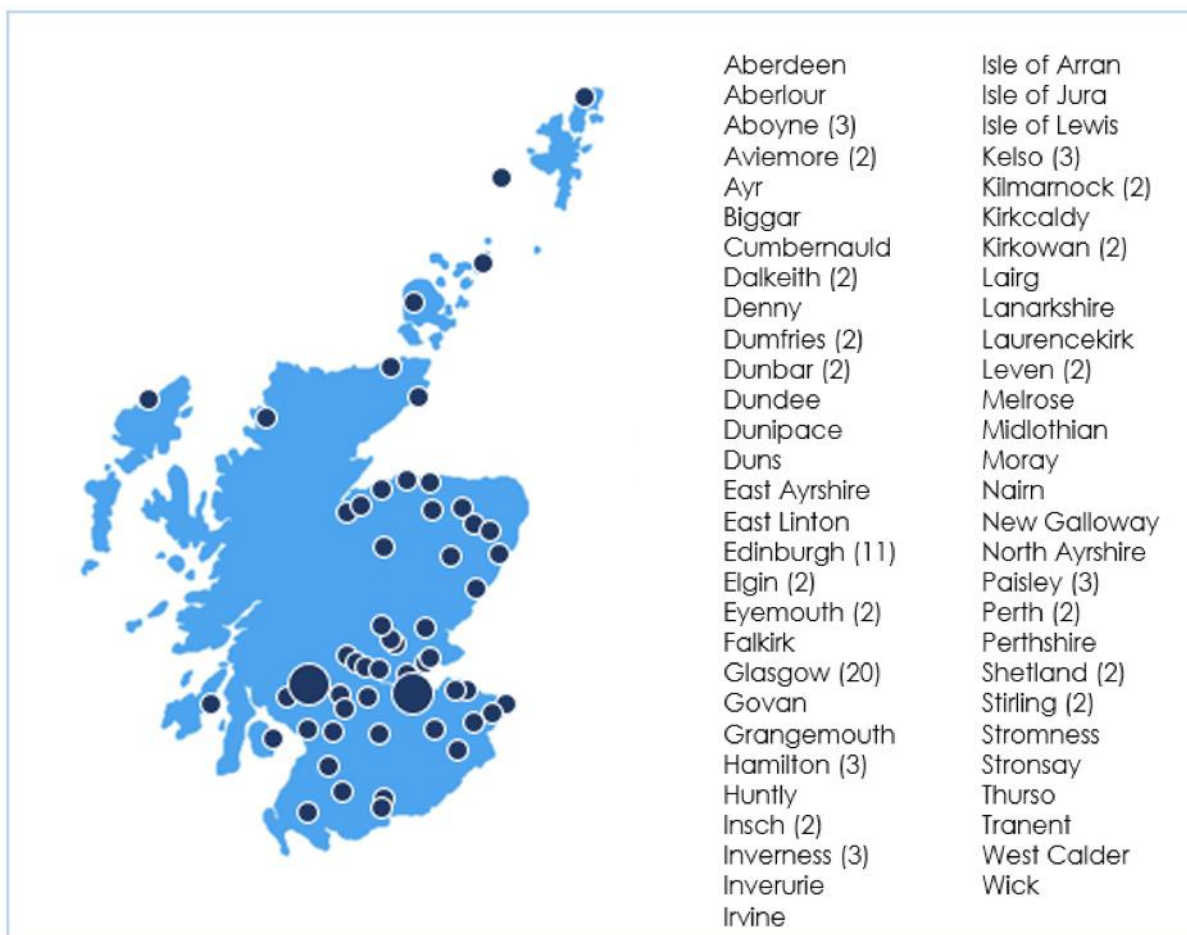 Aberdeen
Aberlour
Aboyne (3)
Aviemore (2)
Ayr
Biggar
Cumbernauld
Dalkeith (2)
Denny
Dumfries (2)
Dunbar (2)
Dundee
Dunipace
Duns
East Ayrshire
East Linton
Edinburgh (11)
Elgin (2)
Eyemouth (2)
Falkirk
Glasgow (20)
Govan
Grangemouth
Hamilton (3)
Huntly
Insch (2)
Inverness (3)
Inverurie
Irvine
Isle of Arran
Isle of Jura
Isle of Lewis
Kelso (3)
Kilmarnock (2)
Kirkcaldy
Kirkowan (2)
Lairg
Lanarkshire
Laurencekirk
Leven (2)
Melrose
Midlothian
Moray
Nairn
New Galloway
North Ayrshire
Paisley (3)
Perth (2)
Perthshire
Shetland (2)
Stirling (2)
Stromness
Stronsay
Thurso
Tranent
West Calder
Wick